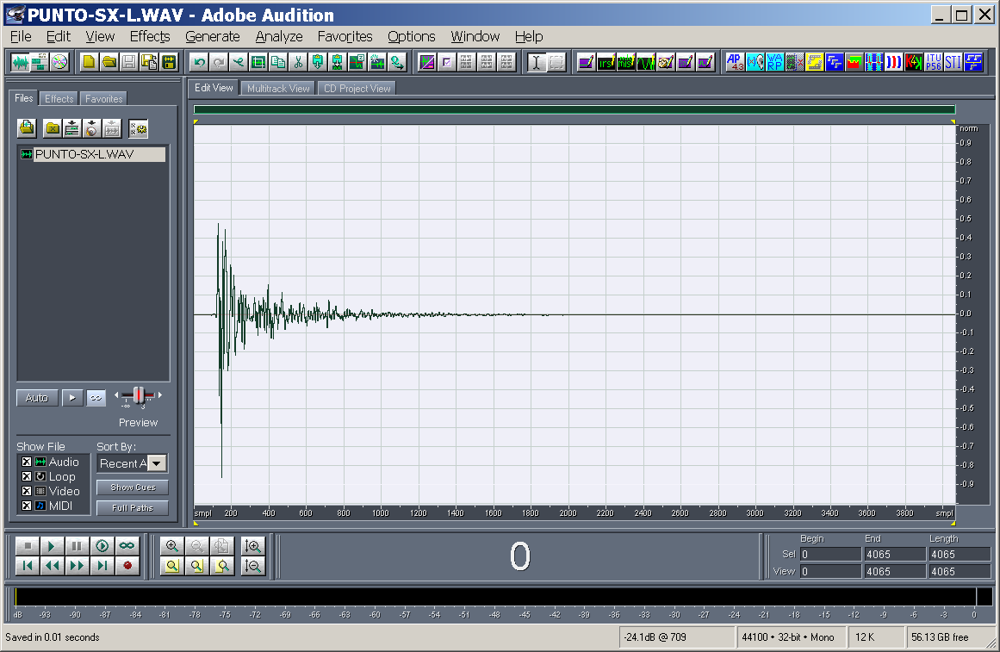 PUNTO-SX-L.WAV - Adobe Audition
File Edit View Effects Generate Analyze Favorites Options Window Help
AP 4.3 WARP K4y ITU P56 STI
Files Effects Favorites
Edit View Multitrack View CD Project View
PUNTO-SX-L.WAV
norm
0.9
0.8
0.7
0.6
0.5
0.4
0.3
0.2
0.1
0.0
-0.1
-0.2
-0.3
-0.4
-0.5
-0.6
-0.7
-0.8
-0.9
smpl 200 400 600 800 1000 1200 1400 1600 1800 2000 2200 2400 2600 2800 3000 3200 3400 3600 3800 smpl
Auto
-∞ 3
Preview
Show File Sort By:
Audio Recent A
Loop
Show Cues
Video
MIDI Full Paths
0
Begin End Length
Sel 0 4065 4065
View 0 4065 4065
dB -93 -90 -87 -84 -81 -78 -75 -72 -69 -66 -63 -60 -57 -54 -51 -48 -45 -42 -39 -36 -33 -30 -27 -24 -21 -18 -15 -12 -9 -6 -3 0
Saved in 0.01 seconds -24.1dB @ 709 44100 • 32-bit • Mono 12 K 56.13 GB free